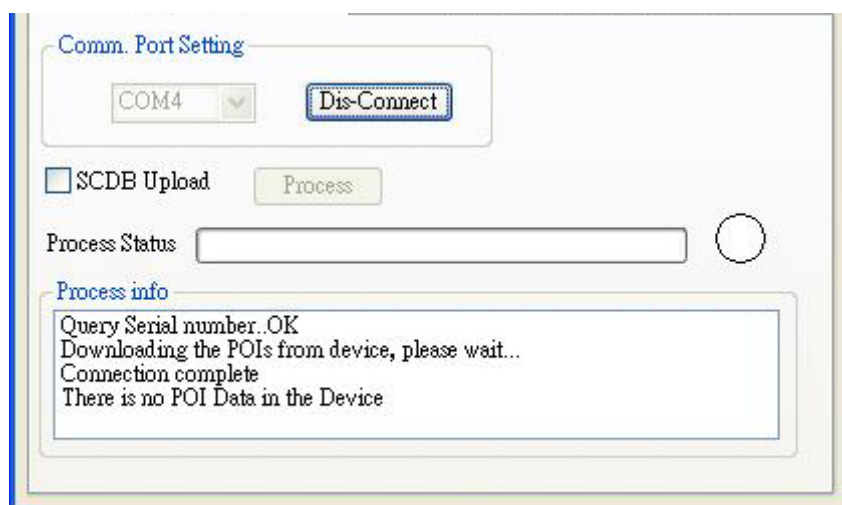 Comm. Port Setting
COM4
Dis-Connect
SCDB Upload
Process
Process Status
Process info
Query Serial number..OK
Downloading the POIs from device, please wait...
Connection complete
There is no POI Data in the Device